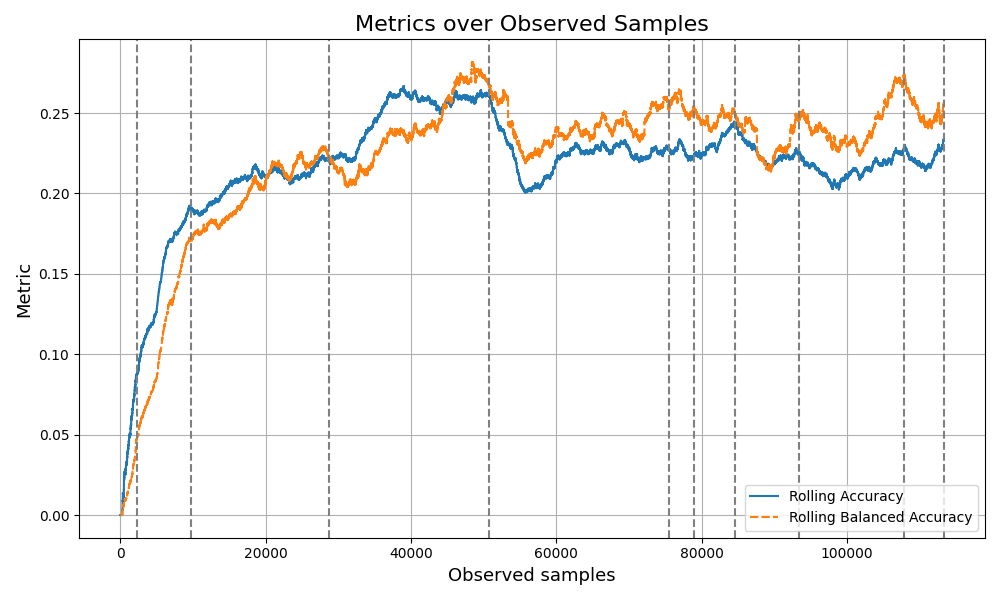 Metrics over Observed Samples
Metric
0.25
0.20
0.15
0.10
0.05
0.00
0
20000
40000
60000
80000
100000
Observed samples
Rolling Accuracy
Rolling Balanced Accuracy